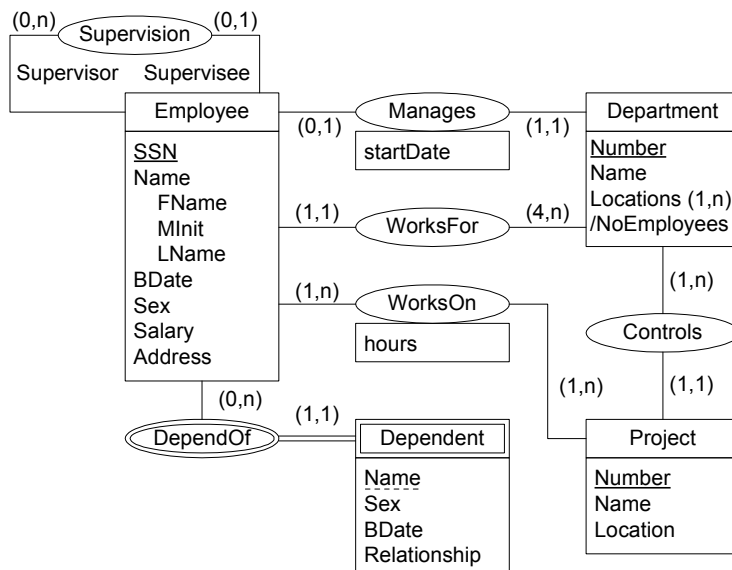 (0,n) Supervision (0,1)
Supervisor Supervisee
Employee
SSN
Name
FName
MInit
LName
BDate
Sex
Salary
Address
(0,1) Manages (1,1)
startDate
Department
Number
Name
Locations (1,n)
/NoEmployees
(1,1) WorksFor (4,n)
(1,n) WorksOn
hours
(1,n)
(1,n)
Controls
(1,1)
(0,n)
DependOf
(1,1)
Dependent
Name
Sex
BDate
Relationship
Project
Number
Name
Location